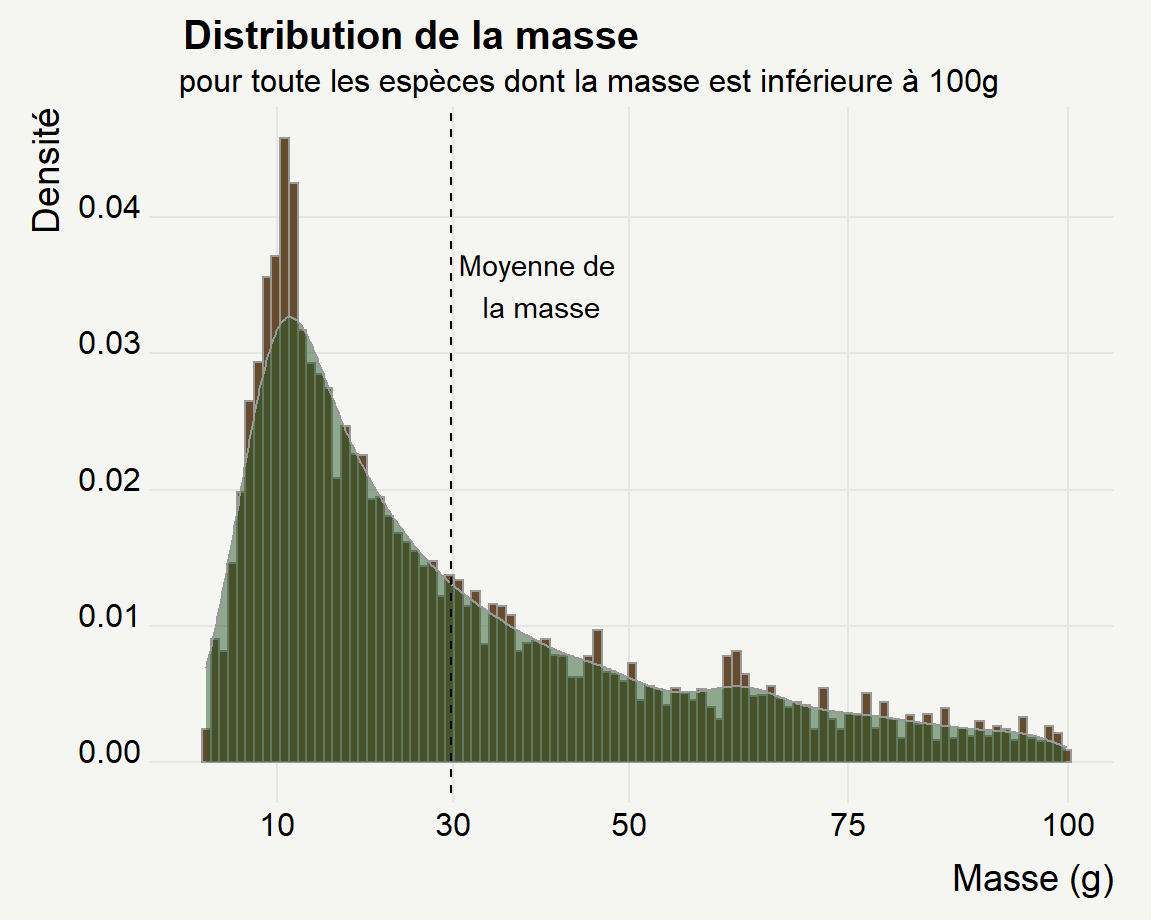 Distribution de la masse
pour toute les espèces dont la masse est inférieure à 100g
Densité
0.04
0.03
0.02
0.01
0.00
Moyenne de
la masse
10 30 50 75 100
Masse (g)